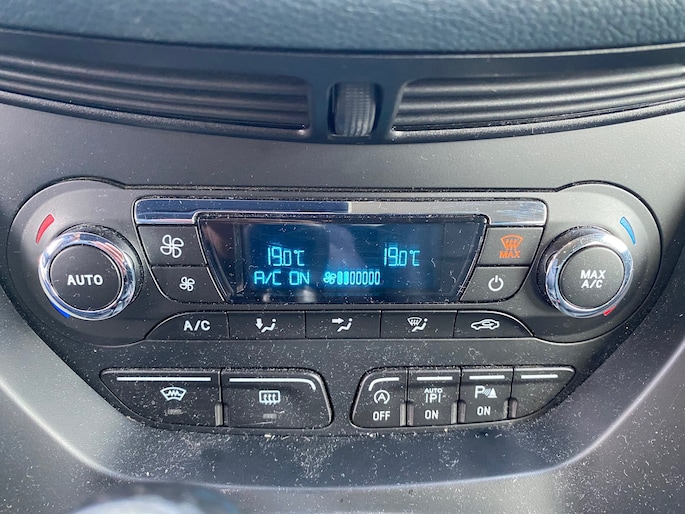 19.0°C 19.0°C
A/C ON
AUTO
MAX
MAX A/C
A/C
OFF
AUTO
P
ON
P
ON